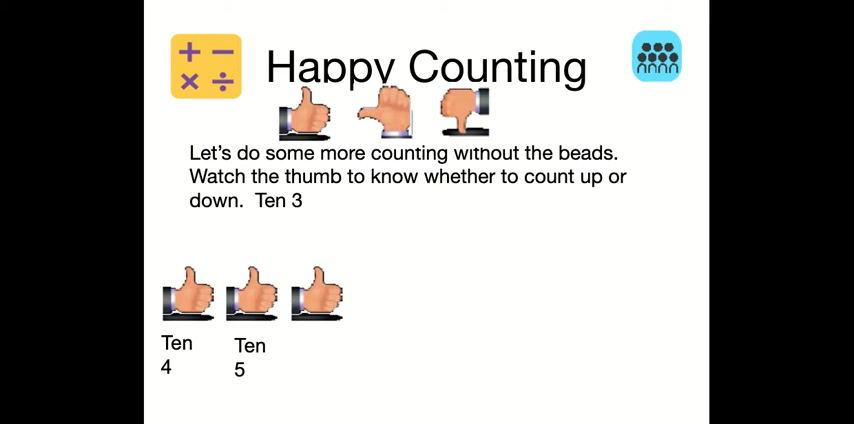 Happy Counting
Let's do some more counting without the beads.
Watch the thumb to know whether to count up or
down.  Ten 3
Ten
4
Ten
5